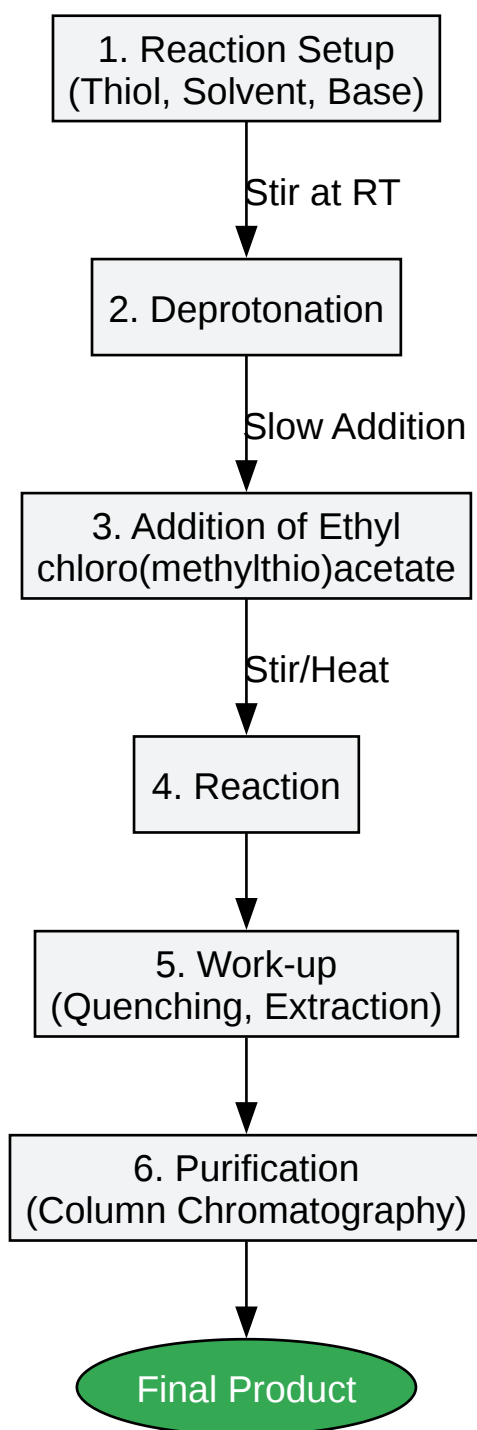 1. Reaction Setup
(Thiol, Solvent, Base)
Stir at RT
2. Deprotonation
Slow Addition
3. Addition of Ethyl
chloro(methylthio)acetate
Stir/Heat
4. Reaction
5. Work-up
(Quenching, Extraction)
6. Purification
(Column Chromatography)
Final Product